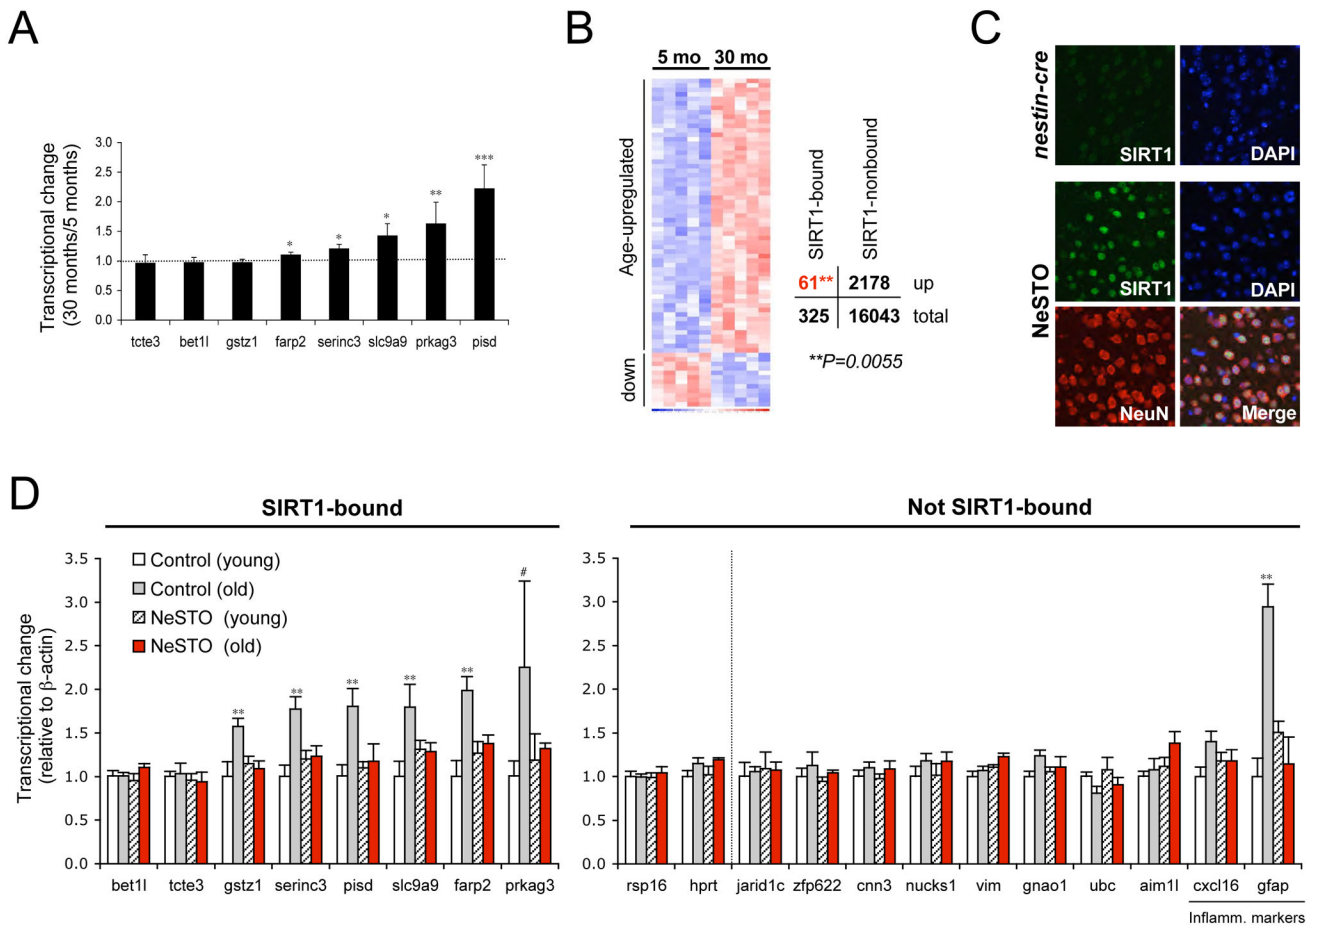 A
Transcriptional change
(30 months/5 months)
3.0
2.5
2.0
1.5
1.0
0.5
0.0
* * * ** ***
tcte3 bet1l gstz1 farp2 serinc3 slc9a9 prkag3 pisd
B
5 mo 30 mo
Age-upregulated
down
SIRT1-bound
SIRT1-nonbound
61** 2178 up
325 16043 total
**P=0.0055
C
nestin-cre
SIRT1 DAPI
NeSTO
SIRT1 DAPI
NeuN Merge
D
SIRT1-bound
Transcriptional change
(relative to β-actin)
3.5
3.0
2.5
2.0
1.5
1.0
0.5
0.0
Control (young)
Control (old)
NeSTO (young)
NeSTO (old)
** ** ** ** ** #
bet1l tcte3 gstz1 serinc3 pisd slc9a9 farp2 prkag3
Not SIRT1-bound
3.5
3.0
2.5
2.0
1.5
1.0
0.5
0.0
**
rsp16 hprt jarid1c zfp622 cnn3 nucks1 vim gnao1 ubc aim1l cxcl16 gfap
Inflamm. markers